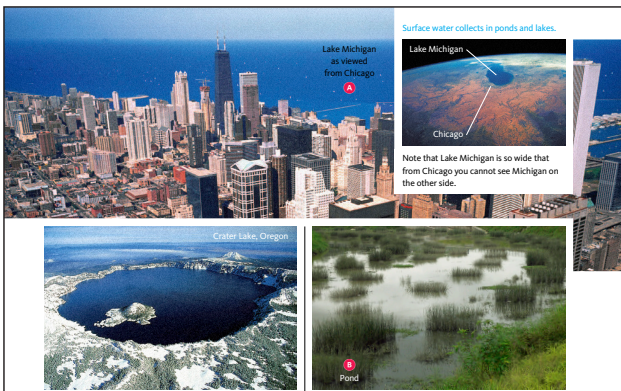 Surface water collects in ponds and lakes.
Lake Michigan
as viewed
from Chicago
A
Lake Michigan
Chicago
Note that Lake Michigan is so wide that
from Chicago you cannot see Michigan on
the other side.
Crater Lake, Oregon
B
Pond